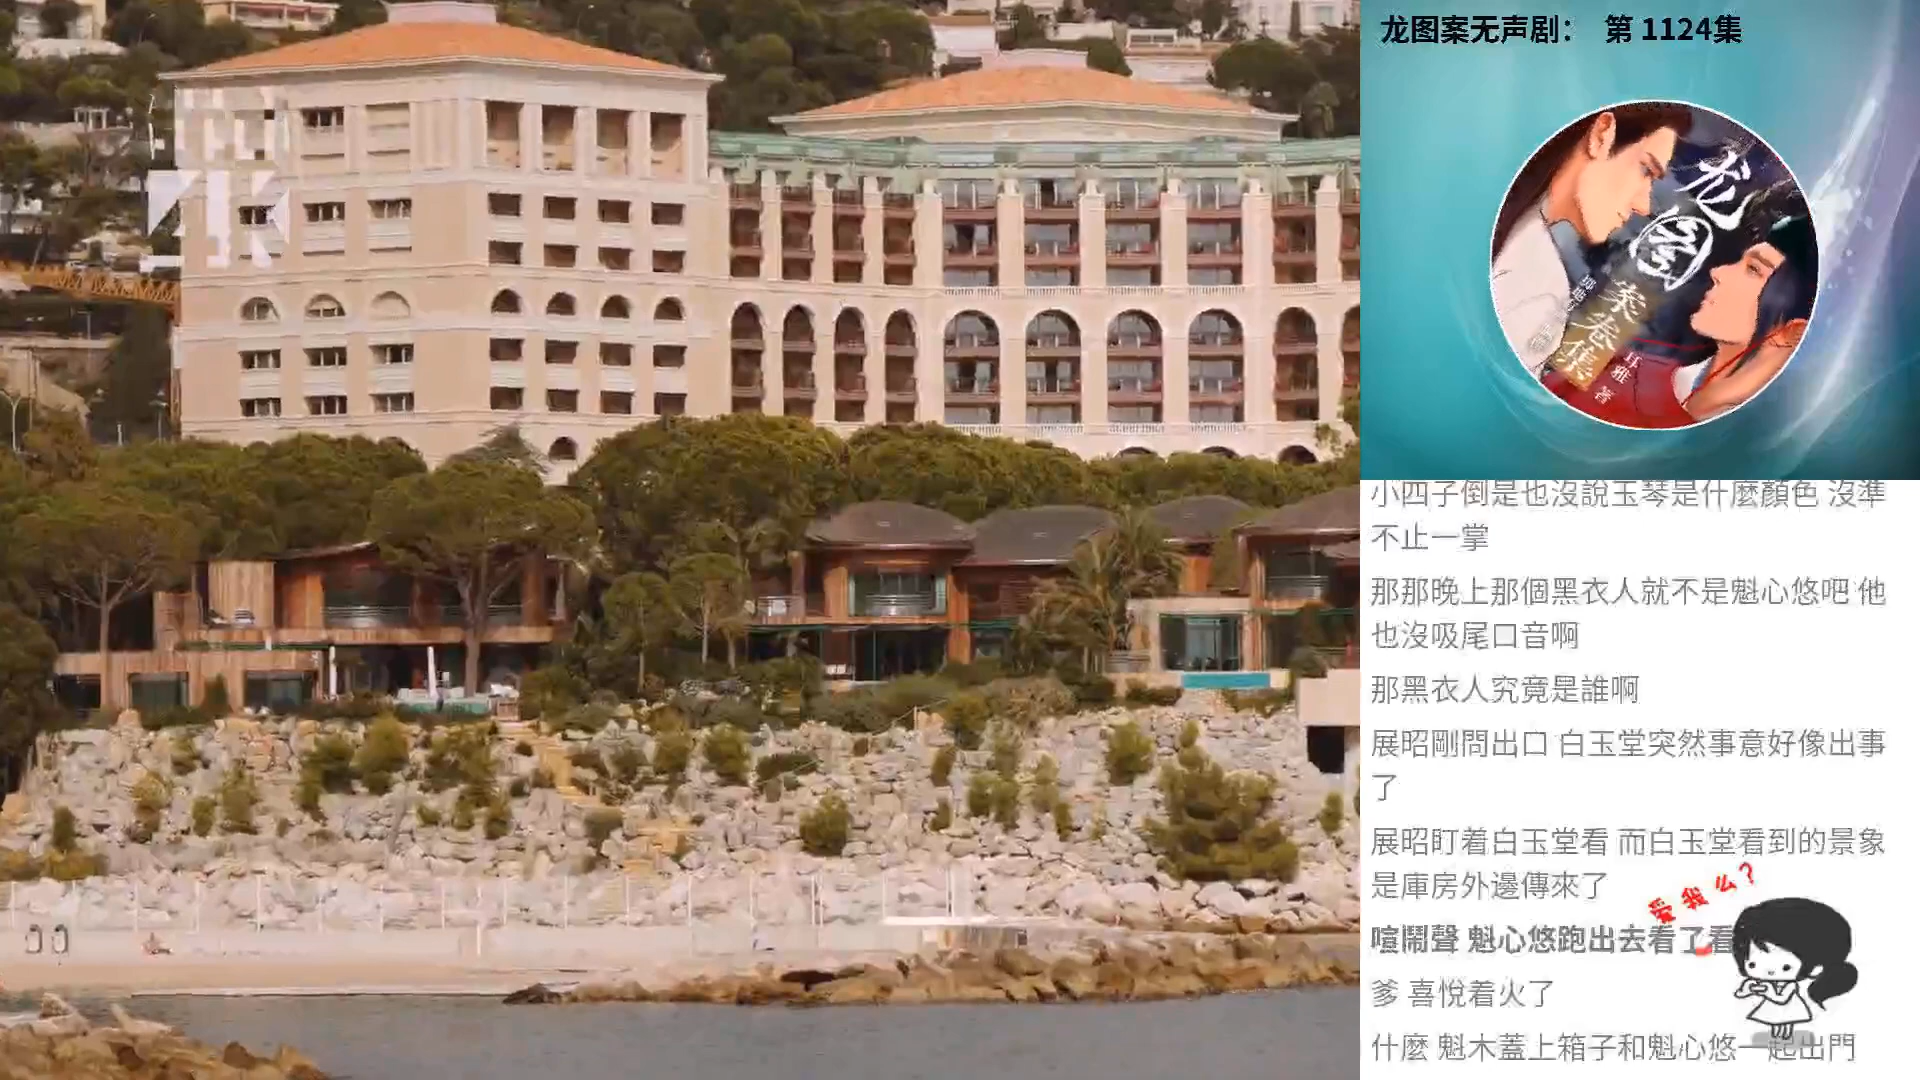 4K
龙图案无声剧： 第 1124集
龙图
案卷集
耳雅 著
小四子倒是也沒說玉琴是什麼顏色 沒準
不止一掌
那那晚上那個黑衣人就不是魁心悠吧 他
也沒吸尾口音啊
那黑衣人究竟是誰啊
展昭剛問出口 白玉堂突然事意好像出事
了
展昭盯着白玉堂看 而白玉堂看到的景象
是庫房外邊傳來了
爱我么？
喧鬧聲 魁心悠跑出去看了看
爹 喜悅着火了
什麼 魁木蓋上箱子和魁心悠一起出門